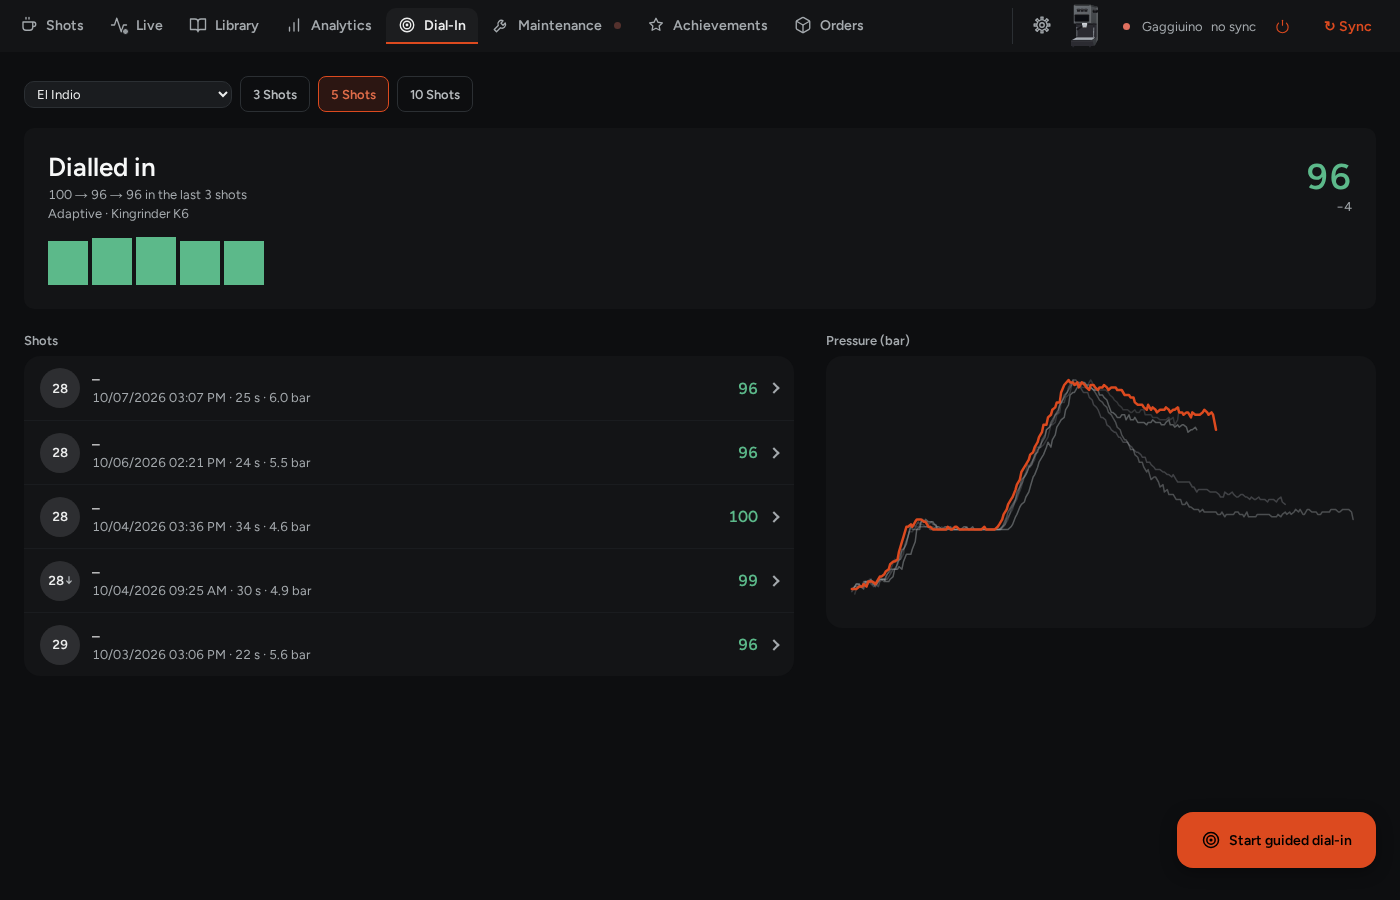 Shots Live Library Analytics Dial-In Maintenance Achievements Orders Gaggiuino no sync ↻ Sync
El Indio 3 Shots 5 Shots 10 Shots
Dialled in
100 → 96 → 96 in the last 3 shots
Adaptive · Kingrinder K6
96
−4
Shots
28
–
10/07/2026 03:07 PM · 25 s · 6.0 bar
96
28
–
10/06/2026 02:21 PM · 24 s · 5.5 bar
96
28
–
10/04/2026 03:36 PM · 34 s · 4.6 bar
100
28↓
–
10/04/2026 09:25 AM · 30 s · 4.9 bar
99
29
–
10/03/2026 03:06 PM · 22 s · 5.6 bar
96
Pressure (bar)
Start guided dial-in